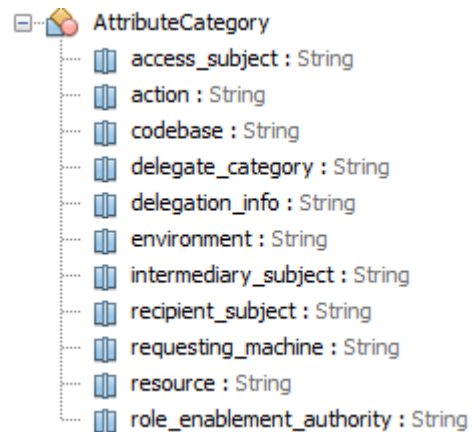 AttributeCategory
access_subject : String
action : String
codebase : String
delegate_category : String
delegation_info : String
environment : String
intermediary_subject : String
recipient_subject : String
requesting_machine : String
resource : String
role_enablement_authority : String